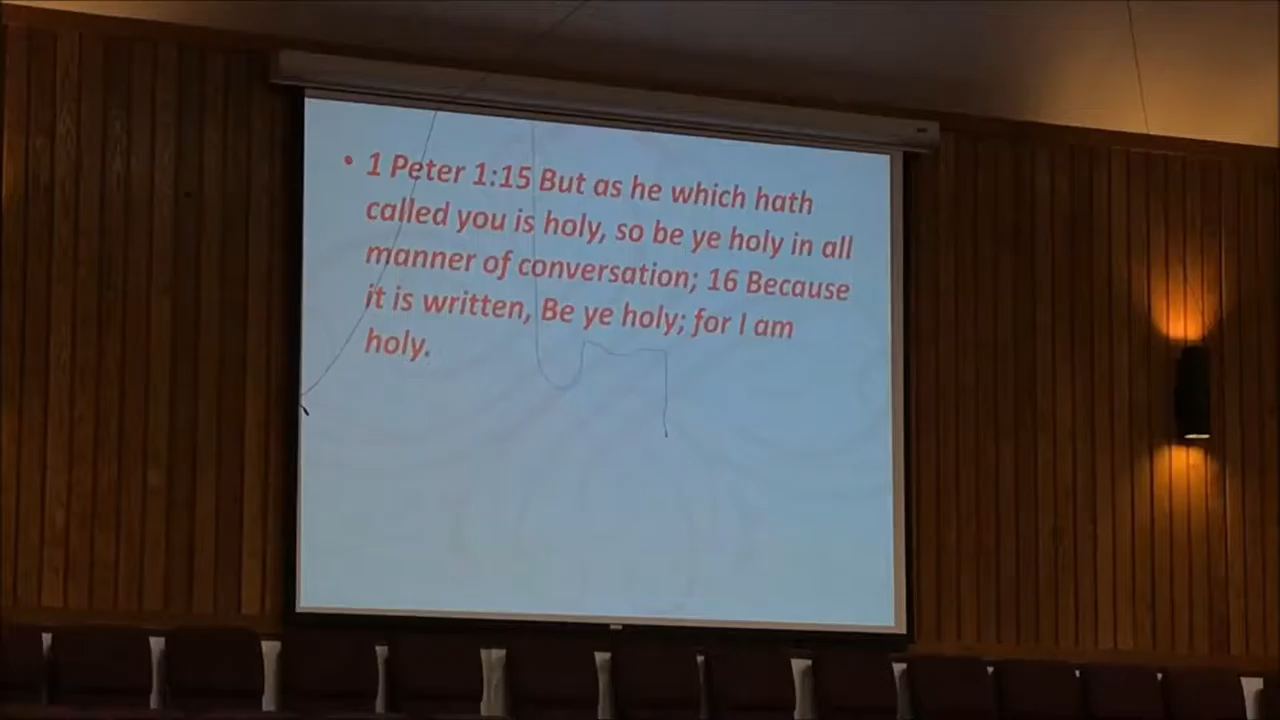 • 1 Peter 1:15 But as he which hath
called you is holy, so be ye holy in all
manner of conversation; 16 Because
it is written, Be ye holy; for I am
holy.